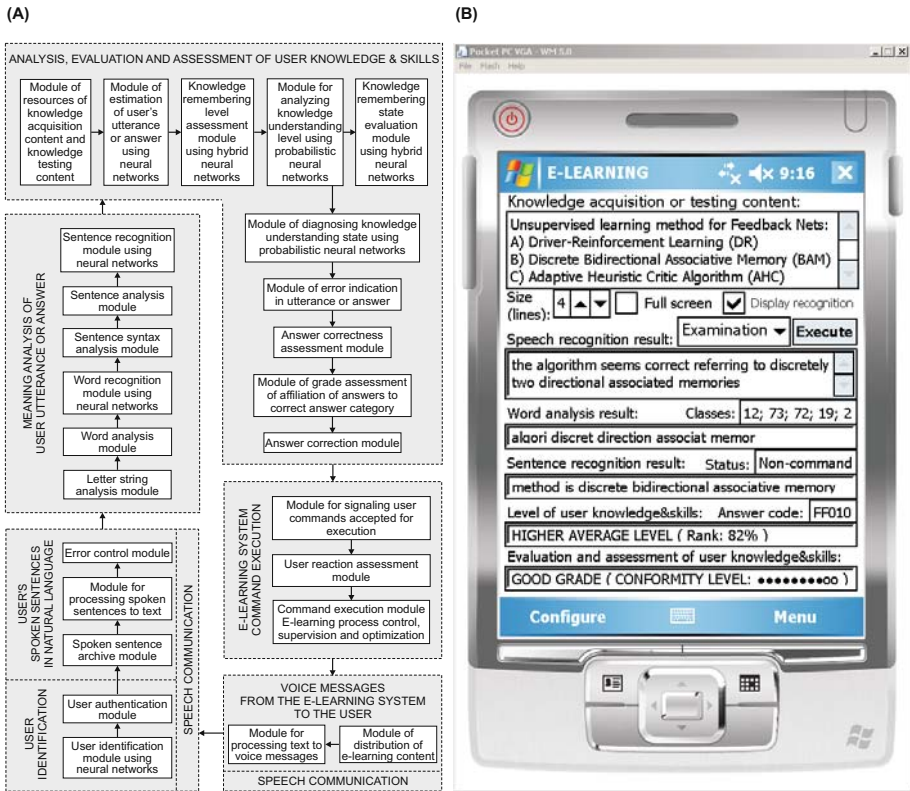 (A)
ANALYSIS, EVALUATION AND ASSESSMENT OF USER KNOWLEDGE & SKILLS
Module of
resources of
knowledge
acquisition
content and
knowledge
testing
content
Module of
estimation
of user's
utterance
or answer
using
neural
networks
Knowledge
remembering
level
assessment
module
using hybrid
neural
networks
Module for
analyzing
knowledge
understanding
level using
probabilistic
neural
networks
Knowledge
remembering
state
evaluation
module
using hybrid
neural
networks
Module of diagnosing knowledge
understanding state using
probabilistic neural networks
Module of error indication
in utterance or answer
Answer correctness
assessment module
Module of grade assessment
of affiliation of answers to
correct answer category
Answer correction module
MEANING ANALYSIS OF
USER UTTERANCE OR ANSWER
Sentence recognition
module using
neural networks
Sentence analysis
module
Sentence syntax
analysis module
Word recognition
module using
neural networks
Word analysis
module
Letter string
analysis module
E-LEARNING SYSTEM
COMMAND EXECUTION
Module for signaling user
commands accepted for
execution
User reaction assessment
module
Command execution module
E-learning process control,
supervision and optimization
USER'S
SPOKEN SENTENCES
IN NATURAL LANGUAGE
Error control module
Module for
processing spoken
sentences to text
Spoken sentence
archive module
SPEECH COMMUNICATION
USER
IDENTIFICATION
User authentication
module
User identification
module using
neural networks
VOICE MESSAGES
FROM THE E-LEARNING SYSTEM
TO THE USER
Module for
processing text to
voice messages
Module of
distribution of
e-learning content
SPEECH COMMUNICATION
(B)
Pocket PC VGA - WM 5.0
File Flash Help
E-LEARNING 9:16
Knowledge acquisition or testing content:
Unsupervised learning method for Feedback Nets:
A) Driver-Reinforcement Learning (DR)
B) Discrete Bidirectional Associative Memory (BAM)
C) Adaptive Heuristic Critic Algorithm (AHC)
Size
(lines): 4 Full screen Display recognition
Speech recognition result: Examination Execute
the algorithm seems correct referring to discretely
two directional associated memories
Word analysis result: Classes: 12; 73; 72; 19; 2
algori discret direction associat memor
Sentence recognition result: Status: Non-command
method is discrete bidirectional associative memory
Level of user knowledge&skills: Answer code: FF010
HIGHER AVERAGE LEVEL ( Rank: 82% )
Evaluation and assessment of user knowledge&skills:
GOOD GRADE ( CONFORMITY LEVEL: ●●●●●●●●○○ )
Configure Menu